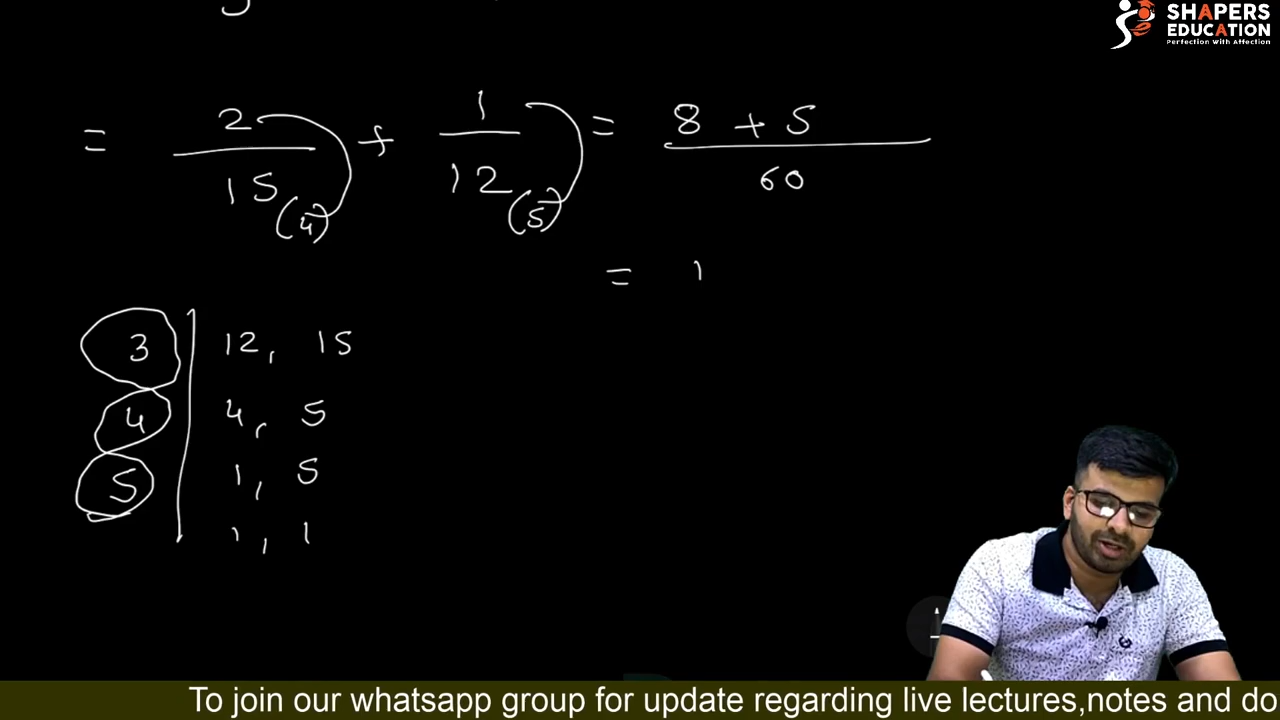 SHAPERS
EDUCATION
Perfection With Affection
= 2/15 (4) + 1/12 (5) = 8 + 5/60
= 1
3 | 12, 15
4 | 4, 5
5 | 1, 5
1, 1
To join our whatsapp group for update regarding live lectures,notes and do